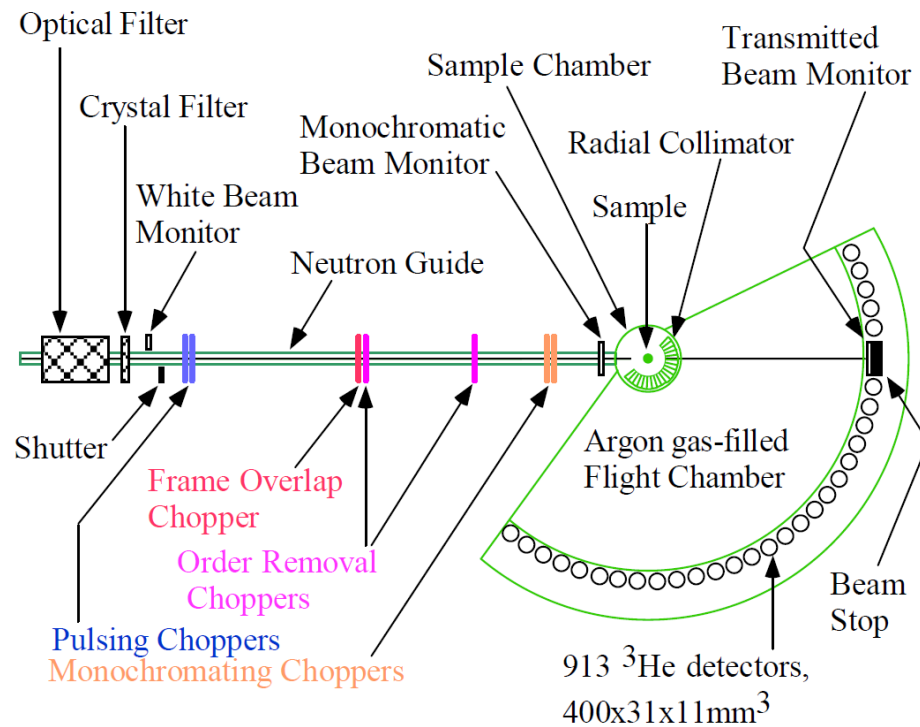 Optical Filter
Crystal Filter
White Beam
Monitor
Neutron Guide
Sample Chamber
Monochromatic
Beam Monitor
Transmitted
Beam Monitor
Radial Collimator
Sample
Shutter
Frame Overlap
Chopper
Order Removal
Choppers
Pulsing Choppers
Monochromating Choppers
Argon gas-filled
Flight Chamber
Beam
Stop
913 ³He detectors,
400x31x11mm³